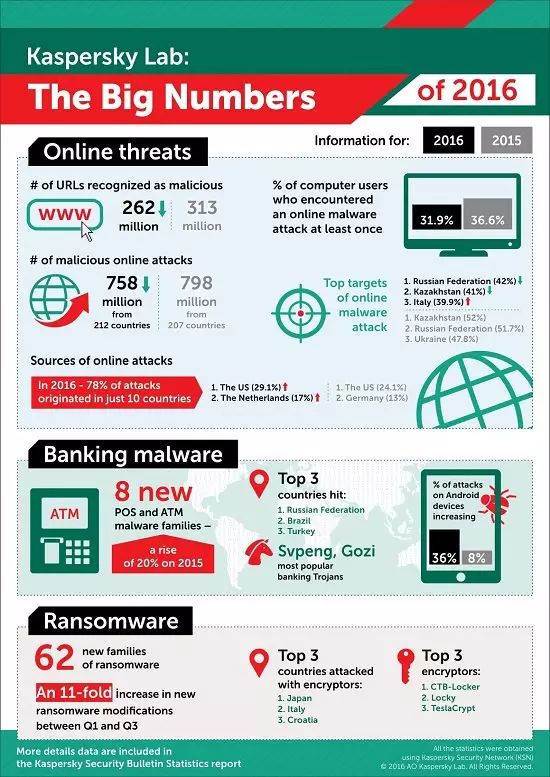 Kaspersky Lab:
The Big Numbers
of 2016
Information for: 2016 2015
Online threats
# of URLs recognized as malicious
www
262 million
313 million
% of computer users
who encountered
an online malware
attack at least once
31.9% 36.6%
# of malicious online attacks
758
million
from
212 countries
798
million
from
207 countries
Top targets
of online
malware
attack
1. Russian Federation (42%)
2. Kazakhstan (41%)
3. Italy (39.9%)
1. Kazakhstan (52%)
2. Russian Federation (51.7%)
3. Ukraine (47.8%)
Sources of online attacks
In 2016 - 78% of attacks
originated in just 10 countries
1. The US (29.1%)
2. The Netherlands (17%)
1. The US (24.1%)
2. Germany (13%)
Banking malware
ATM
8 new
POS and ATM
malware families –
a rise
of 20% on 2015
Top 3
countries hit:
1. Russian Federation
2. Brazil
3. Turkey
Svpeng, Gozi
most popular
banking Trojans
% of attacks
on Android
devices
increasing
36% 8%
Ransomware
62 new families
of ransomware
An 11-fold increase in new
ransomware modifications
between Q1 and Q3
Top 3
countries attacked
with encryptors:
1. Japan
2. Italy
3. Croatia
Top 3
encryptors:
1. CTB-Locker
2. Locky
3. TeslaCrypt
More details data are included in
the Kaspersky Security Bulletin Statistics report
All the statistics were obtained
using Kaspersky Security Network (KSN)
© 2016 AO Kaspersky Lab. All Rights Reserved.